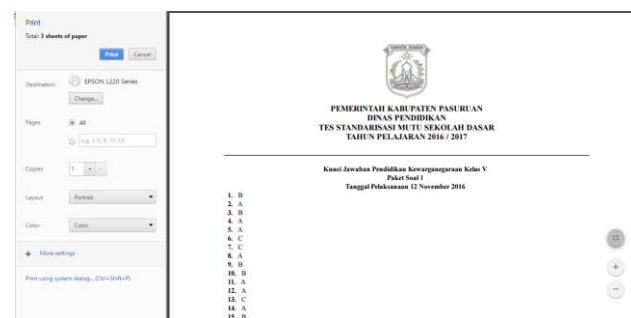 Print
Total: 3 sheets of paper
Print Cancel
Destination EPSON L220 Series
Change...
Pages All
e.g. 1-5, 8, 11-13
Copies 1 + -
Layout Portrait
Color Color
+ More settings
Print using system dialog... (Ctrl+Shift+P)
PEMERINTAH KABUPATEN PASURUAN
DINAS PENDIDIKAN
TES STANDARISASI MUTU SEKOLAH DASAR
TAHUN PELAJARAN 2016 / 2017
Kunci Jawaban Pendidikan Kewarganegaraan Kelas V
Paket Soal 1
Tanggal Pelaksanaan 12 November 2016
1. B
2. A
3. B
4. A
5. A
6. C
7. C
8. A
9. B
10. B
11. A
12. A
13. C
14. A
15. B